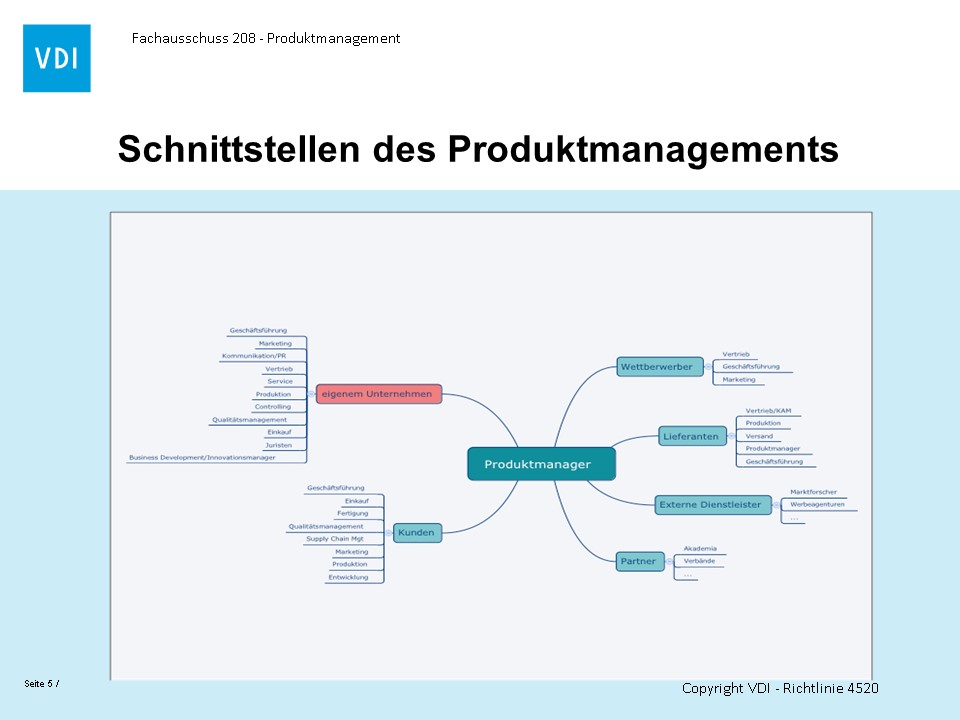 VDI
Fachausschuss 208 - Produktmanagement
Schnittstellen des Produktmanagements
Geschäftsführung
Marketing
Kommunikation/PR
Vertrieb
Service
Produktion
Controlling
Qualitätsmanagement
Einkauf
Juristen
Business Development/Innovationsmanager
eigenem Unternehmen
Geschäftsführung
Einkauf
Fertigung
Qualitätsmanagement
Supply Chain Mgt
Marketing
Produktion
Entwicklung
Kunden
Produktmanager
Wettberwerber
Vertrieb
Geschäftsführung
Marketing
Lieferanten
Vertrieb/KAM
Produktion
Versand
Produktmanager
Geschäftsführung
Externe Dienstleister
Marktforscher
Werbeagenturen
...
Partner
Akademia
Verbände
...
Seite 5 /
Copyright VDI - Richtlinie 4520